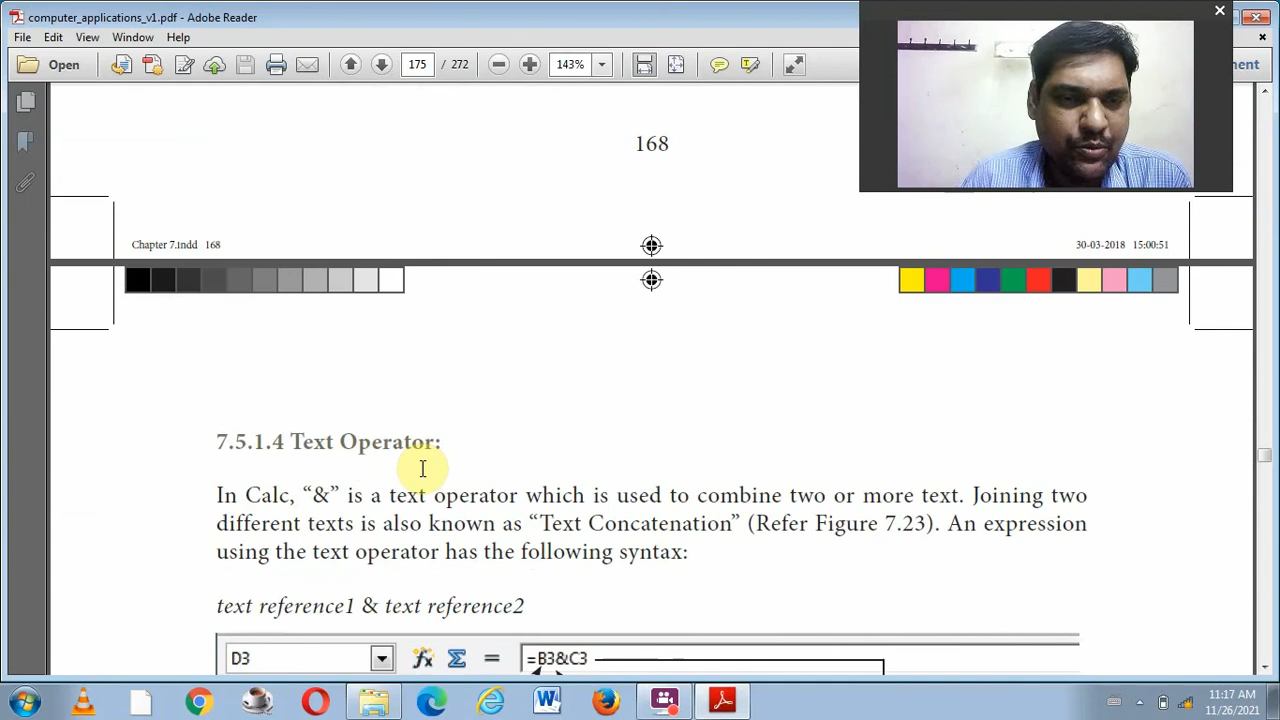 computer_applications_v1.pdf - Adobe Reader
File Edit View Window Help
Open 175 / 272 143% ment
168
Chapter 7.indd 168 30-03-2018 15:00:51
7.5.1.4 Text Operator:
In Calc, “&” is a text operator which is used to combine two or more text. Joining two
different texts is also known as “Text Concatenation” (Refer Figure 7.23). An expression
using the text operator has the following syntax:
text reference1 & text reference2
D3 =B3&C3
11:17 AM
11/26/2021